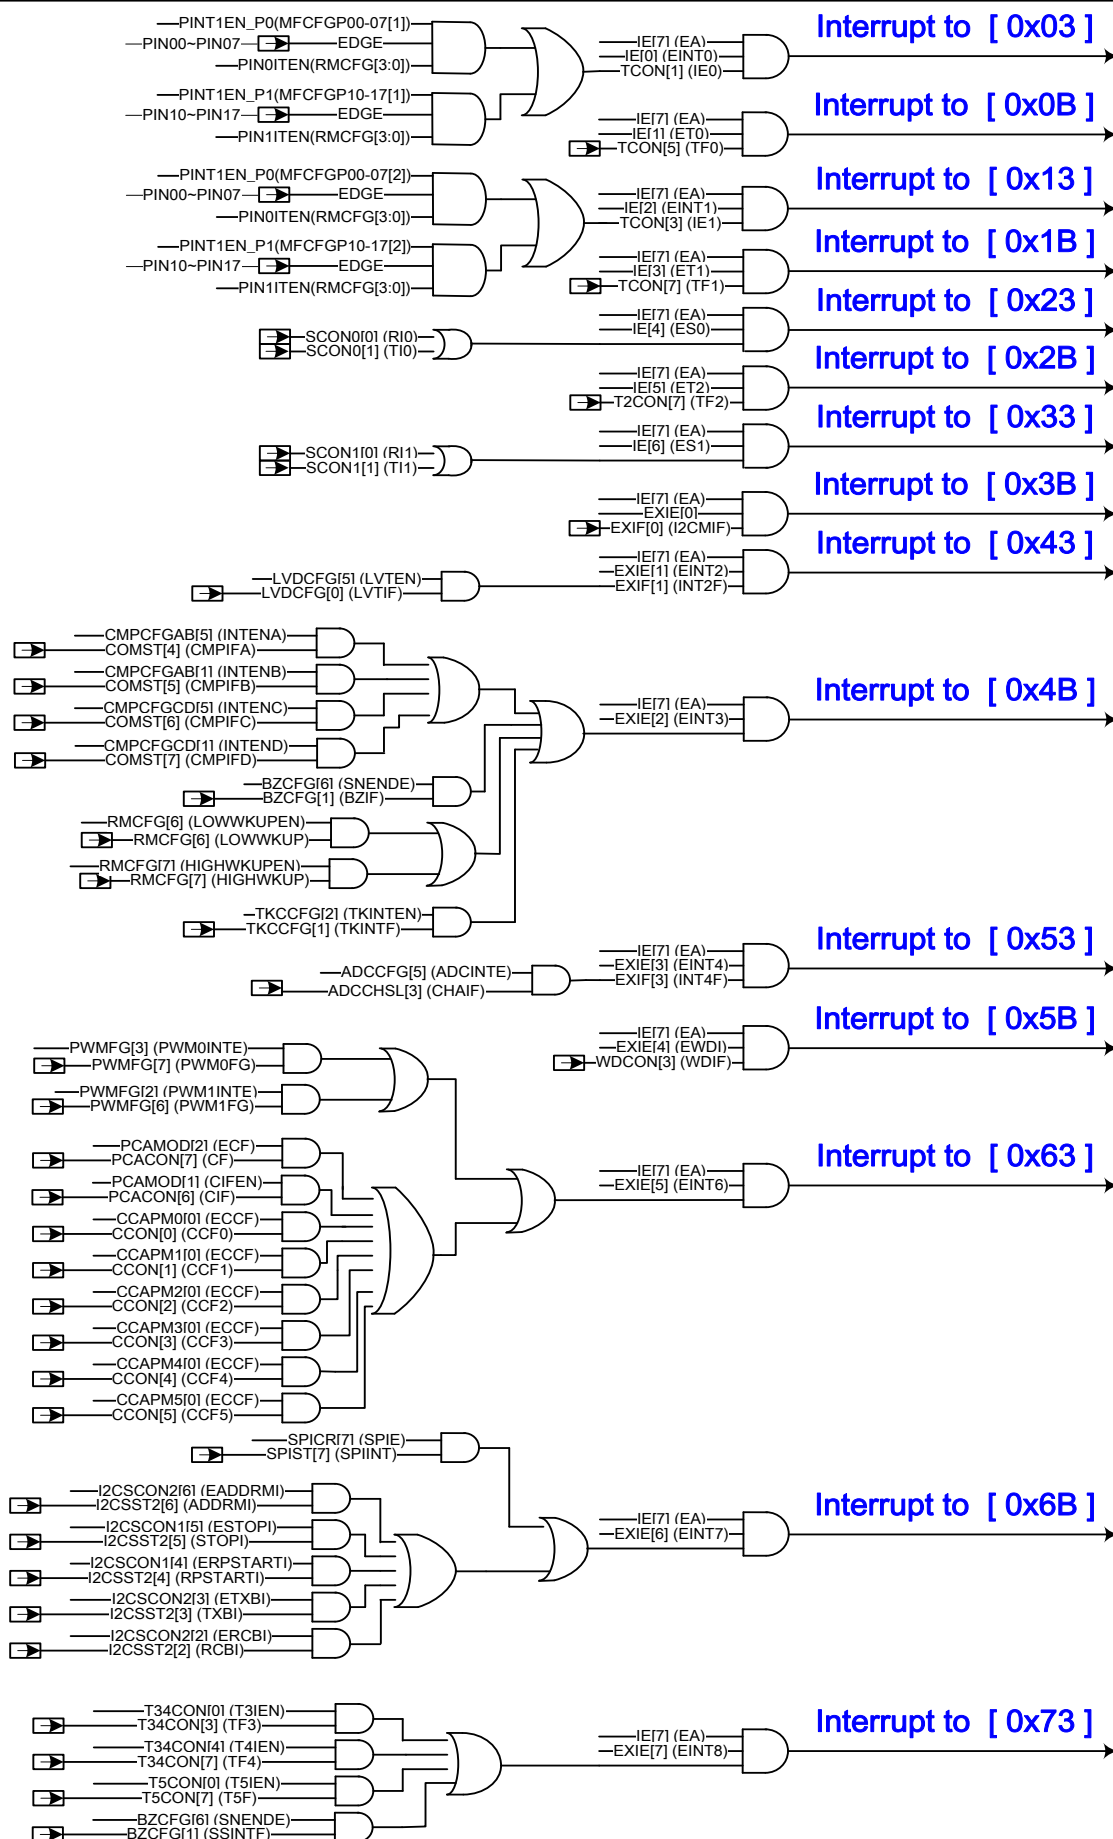 PINT1EN_P0(MFCFGP00-07[1])
PIN00~PIN07
EDGE
PIN0ITEN(RMCFG[3:0])
PINT1EN_P1(MFCFGP10-17[1])
PIN10~PIN17
EDGE
PIN1ITEN(RMCFG[3:0])
IE[7] (EA)
IE[0] (EINT0)
TCON[1] (IE0)
Interrupt to [ 0x03 ]
IE[7] (EA)
IE[1] (ET0)
TCON[5] (TF0)
Interrupt to [ 0x0B ]
PINT1EN_P0(MFCFGP00-07[2])
PIN00~PIN07
EDGE
PIN0ITEN(RMCFG[3:0])
PINT1EN_P1(MFCFGP10-17[2])
PIN10~PIN17
EDGE
PIN1ITEN(RMCFG[3:0])
IE[7] (EA)
IE[2] (EINT1)
TCON[3] (IE1)
Interrupt to [ 0x13 ]
IE[7] (EA)
IE[3] (ET1)
TCON[7] (TF1)
Interrupt to [ 0x1B ]
SCON0[0] (RI0)
SCON0[1] (TI0)
IE[7] (EA)
IE[4] (ES0)
Interrupt to [ 0x23 ]
IE[7] (EA)
IE[5] (ET2)
T2CON[7] (TF2)
Interrupt to [ 0x2B ]
SCON1[0] (RI1)
SCON1[1] (TI1)
IE[7] (EA)
IE[6] (ES1)
Interrupt to [ 0x33 ]
IE[7] (EA)
EXIE[0]
EXIF[0] (I2CMIF)
Interrupt to [ 0x3B ]
LVDCFG[5] (LVTEN)
LVDCFG[0] (LVTIF)
IE[7] (EA)
EXIE[1] (EINT2)
EXIF[1] (INT2F)
Interrupt to [ 0x43 ]
CMPCFGAB[5] (INTENA)
COMST[4] (CMPIFA)
CMPCFGAB[1] (INTENB)
COMST[5] (CMPIFB)
CMPCFGCD[5] (INTENC)
COMST[6] (CMPIFC)
CMPCFGCD[1] (INTEND)
COMST[7] (CMPIFD)
BZCFG[6] (SNENDE)
BZCFG[1] (BZIF)
RMCFG[6] (LOWWKUPEN)
RMCFG[6] (LOWWKUP)
RMCFG[7] (HIGHWKUPEN)
RMCFG[7] (HIGHWKUP)
TKCCFG[2] (TKINTEN)
TKCCFG[1] (TKINTF)
IE[7] (EA)
EXIE[2] (EINT3)
Interrupt to [ 0x4B ]
ADCCFG[5] (ADCINTE)
ADCCHSL[3] (CHAIF)
IE[7] (EA)
EXIE[3] (EINT4)
EXIF[3] (INT4F)
Interrupt to [ 0x53 ]
IE[7] (EA)
EXIE[4] (EWDI)
WDCON[3] (WDIF)
Interrupt to [ 0x5B ]
PWMFG[3] (PWM0INTE)
PWMFG[7] (PWM0FG)
PWMFG[2] (PWM1INTE)
PWMFG[6] (PWM1FG)
PCAMOD[2] (ECF)
PCACON[7] (CF)
PCAMOD[1] (CIFEN)
PCACON[6] (CIF)
CCAPM0[0] (ECCF)
CCON[0] (CCF0)
CCAPM1[0] (ECCF)
CCON[1] (CCF1)
CCAPM2[0] (ECCF)
CCON[2] (CCF2)
CCAPM3[0] (ECCF)
CCON[3] (CCF3)
CCAPM4[0] (ECCF)
CCON[4] (CCF4)
CCAPM5[0] (ECCF)
CCON[5] (CCF5)
IE[7] (EA)
EXIE[5] (EINT6)
Interrupt to [ 0x63 ]
SPICR[7] (SPIE)
SPIST[7] (SPIINT)
I2CSCON2[6] (EADDRMI)
I2CSST2[6] (ADDRMI)
I2CSCON1[5] (ESTOPI)
I2CSST2[5] (STOPI)
I2CSCON1[4] (ERPSTARTI)
I2CSST2[4] (RPSTARTI)
I2CSCON2[3] (ETXBI)
I2CSST2[3] (TXBI)
I2CSCON2[2] (ERCBI)
I2CSST2[2] (RCBI)
IE[7] (EA)
EXIE[6] (EINT7)
Interrupt to [ 0x6B ]
T34CON[0] (T3IEN)
T34CON[3] (TF3)
T34CON[4] (T4IEN)
T34CON[7] (TF4)
T5CON[0] (T5IEN)
T5CON[7] (T5F)
BZCFG[6] (SNENDE)
BZCFG[1] (SSINTF)
IE[7] (EA)
EXIE[7] (EINT8)
Interrupt to [ 0x73 ]